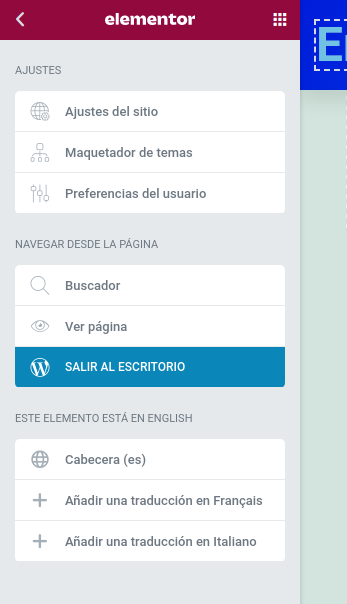 elementor
AJUSTES
Ajustes del sitio
Maquetador de temas
Preferencias del usuario
NAVEGAR DESDE LA PÁGINA
Buscador
Ver página
SALIR AL ESCRITORIO
ESTE ELEMENTO ESTÁ EN ENGLISH
Cabecera (es)
Añadir una traducción en Français
Añadir una traducción en Italiano